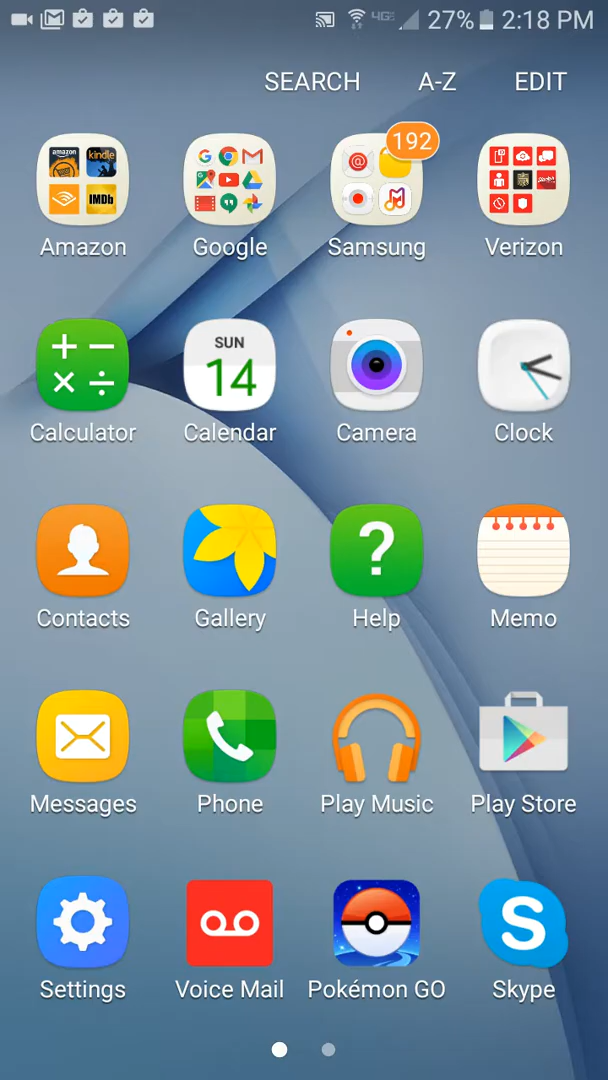 4G 27% 2:18 PM
SEARCH A-Z EDIT
192
amazon kindle
IMDb
Amazon Google Samsung Verizon
SUN
14
Calculator Calendar Camera Clock
?
Contacts Gallery Help Memo
Messages Phone Play Music Play Store
S
Settings Voice Mail Pokémon GO Skype